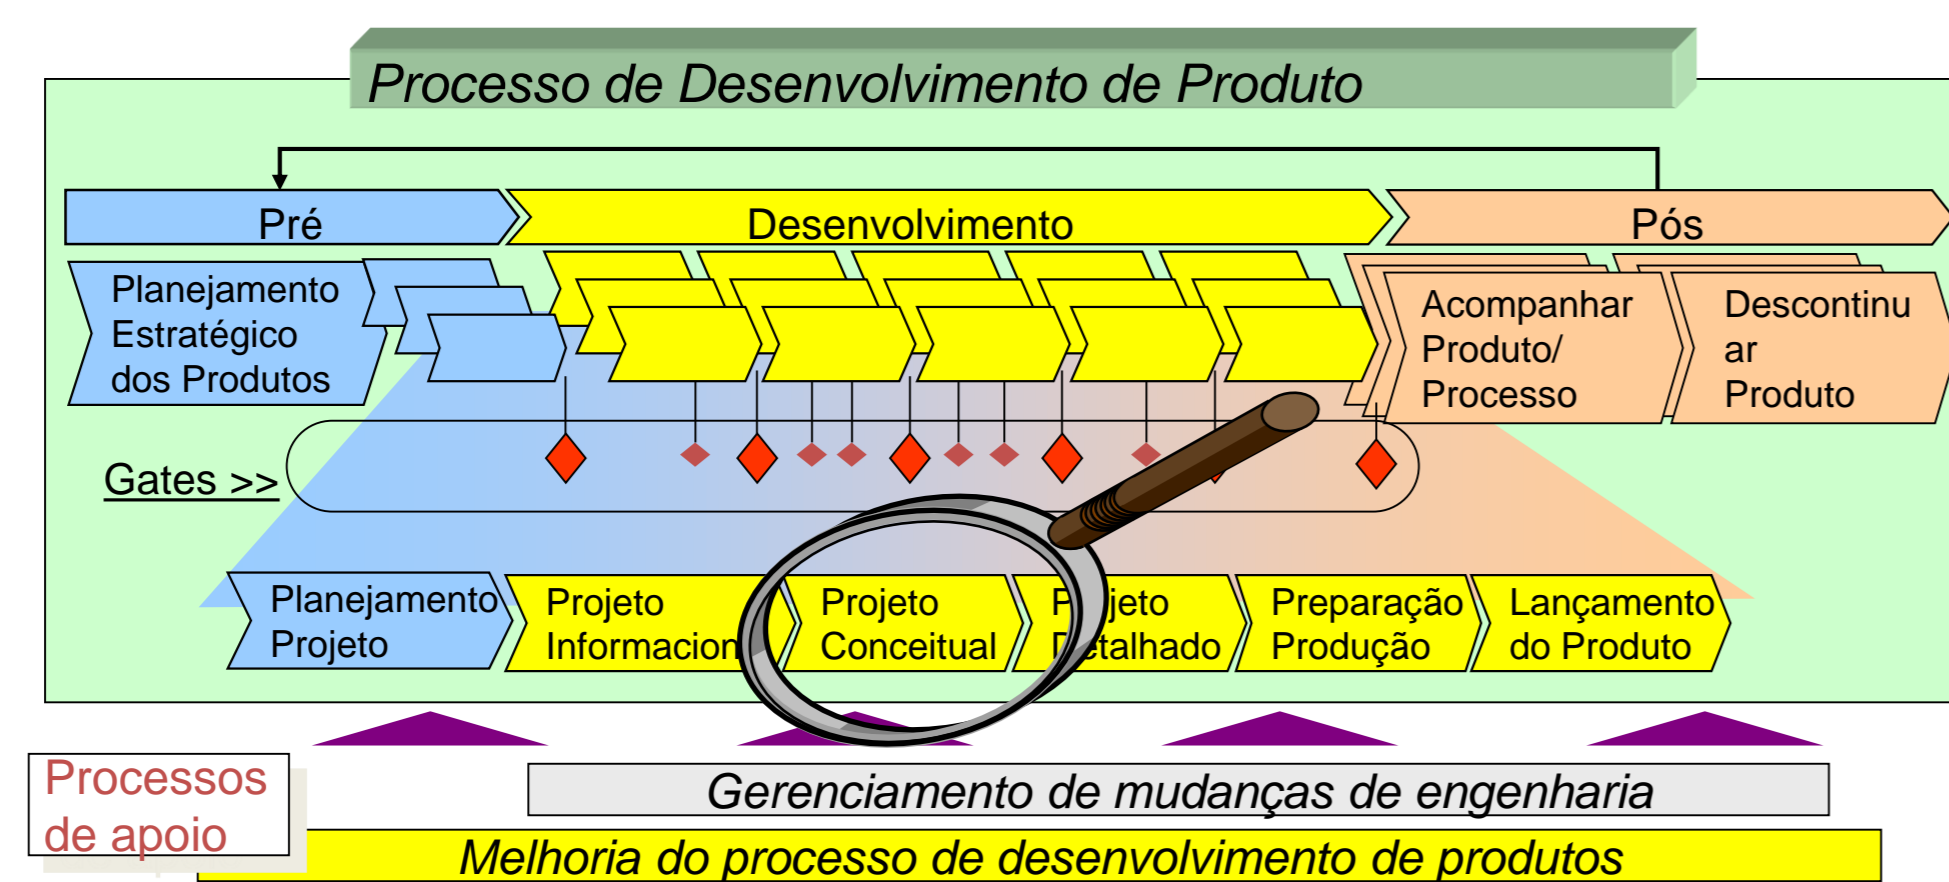 Processo de Desenvolvimento de Produto
Pré
Desenvolvimento
Pós
Planejamento
Estratégico
dos Produtos
Acompanhar
Produto/
Processo
Descontinu
ar
Produto
Gates >>
Planejamento
Projeto
Projeto
Informacion
Projeto
Conceitual
P jeto
D talhado
Preparação
Produção
Lançamento
do Produto
Processos
de apoio
Gerenciamento de mudanças de engenharia
Melhoria do processo de desenvolvimento de produtos